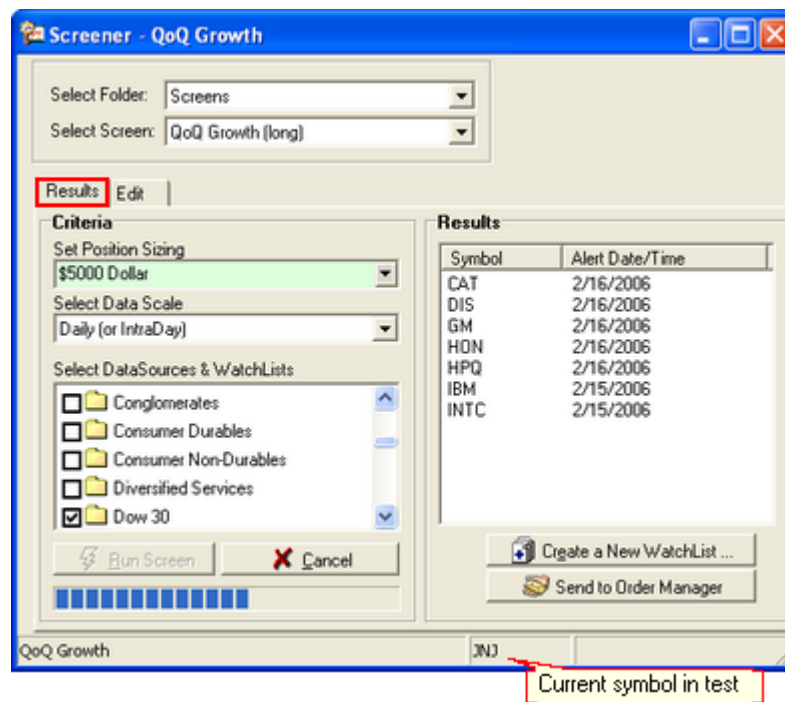 Screener - QoQ Growth
Select Folder: Screens
Select Screen: QoQ Growth (long)
Results Edit
Criteria
Set Position Sizing
$5000 Dollar
Select Data Scale
Daily (or IntraDay)
Select DataSources & WatchLists
Conglomerates
Consumer Durables
Consumer Non-Durables
Diversified Services
Dow 30
Run Screen Cancel
Results
Symbol Alert Date/Time
CAT 2/16/2006
DIS 2/16/2006
GM 2/16/2006
HON 2/16/2006
HPQ 2/16/2006
IBM 2/15/2006
INTC 2/15/2006
Create a New WatchList ...
Send to Order Manager
QoQ Growth JNJ
Current symbol in test